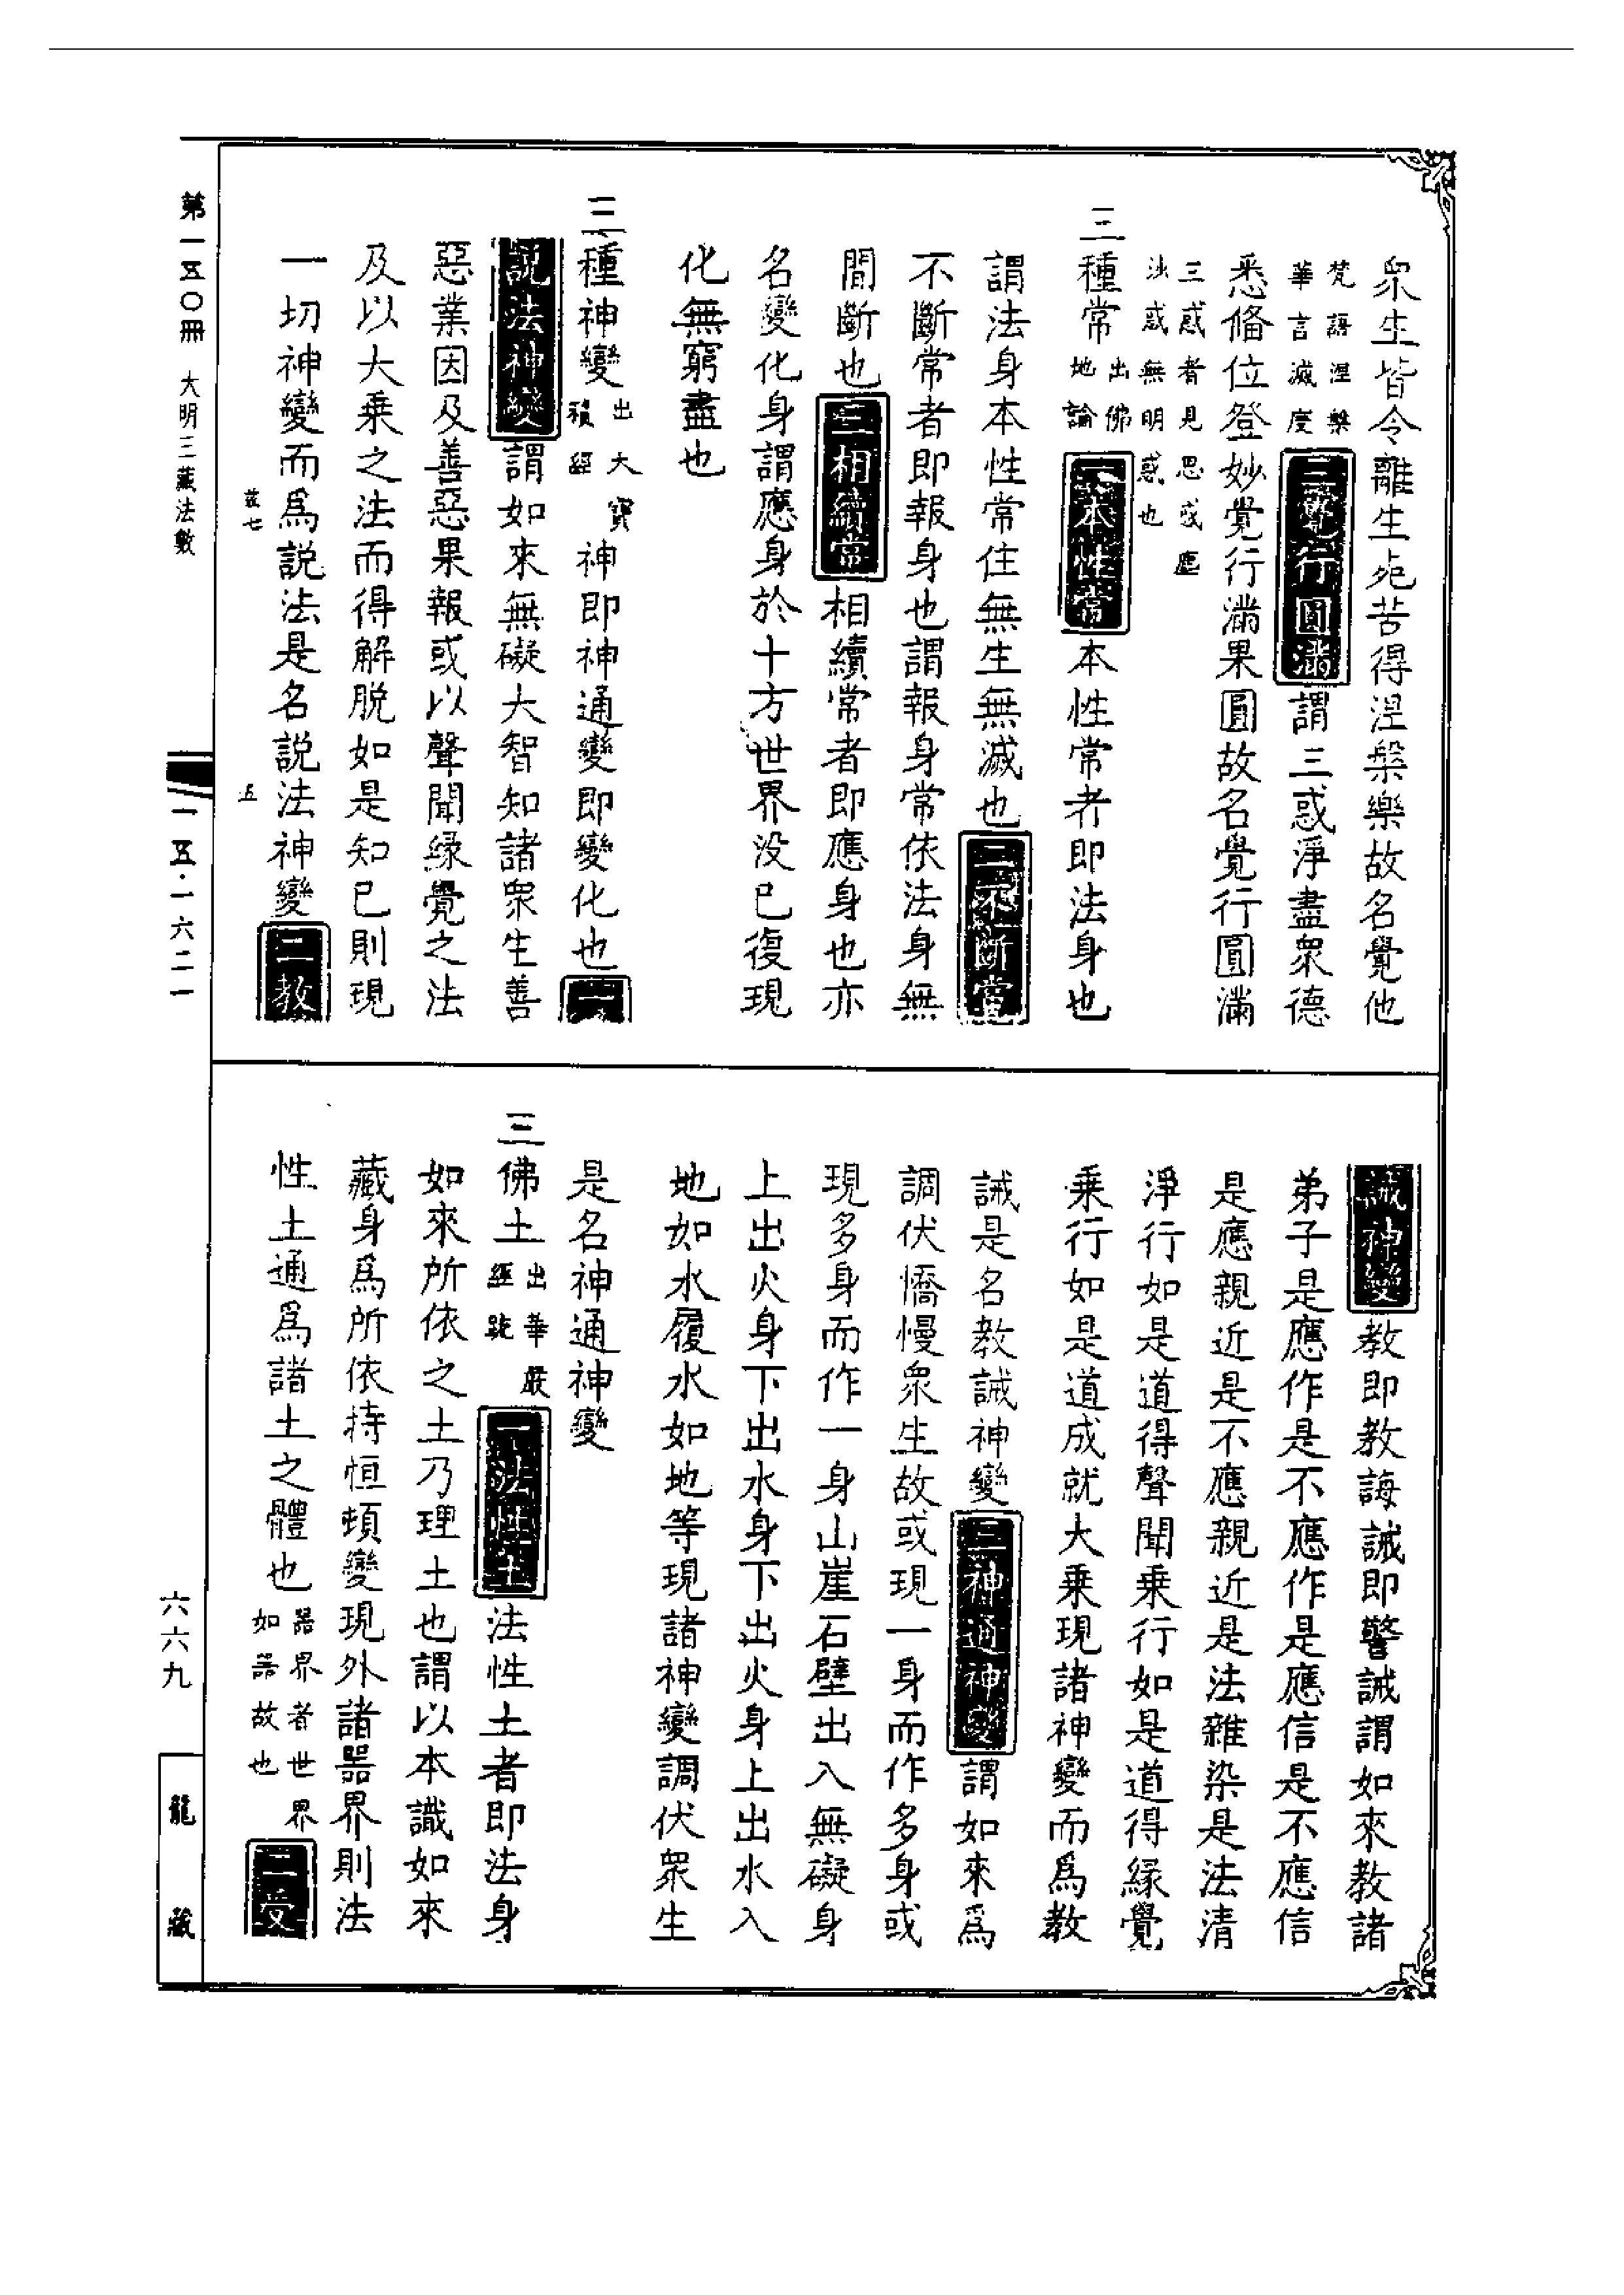 眾生皆令離生死苦得涅槃樂故名覺他
梵語涅槃
華言滅度
三覺行圓滿
謂三惑淨盡眾德
悉備位登妙覺行滿果圓故名覺行圓滿
三惑者見思惑塵
沙惑無明惑也
三種常
出佛
地論
一本性常
本性常者即法身也
謂法身本性常住無生無滅也
二不斷常
不斷常者即報身也謂報身常依法身無
間斷也
三相續常
相續常者即應身也亦
名變化身謂應身於十方世界没已復現
化無窮盡也
三種神變
出大寶
積經
神即神通變即變化也
一
說法神變
謂如來無礙大智知諸眾生善
惡業因及善惡果報或以聲聞緣覺之法
及以大乘之法而得解脫如是知已則現
一切神變而爲說法是名說法神變
二教
誡神變
教即教誨誡即警誡謂如來教諸
弟子是應作是不應作是應信是不應信
是應親近是不應親近是法雜染是法清
淨行如是道得聲聞乘行如是道得緣覺
乘行如是道成就大乘現諸神變而爲教
誡是名教誡神變
三神通神變
謂如來爲
調伏憍慢眾生故或現一身而作多身或
現多身而作一身山崖石壁出入無礙身
上出火身下出水身下出火身上出水入
地如水履水如地等現諸神變調伏眾生
是名神通神變
三佛土
出華嚴
經疏
一法性土
法性土者即法身
如來所依之土乃理土也謂以本識如來
藏身爲所依持恒頓變現外諸器界則法
性土通爲諸土之體也
器界者世界
如器故也
二受
第一五〇冊　大明三藏法數
茲七
五
一五·一六二一
六六九
龍藏